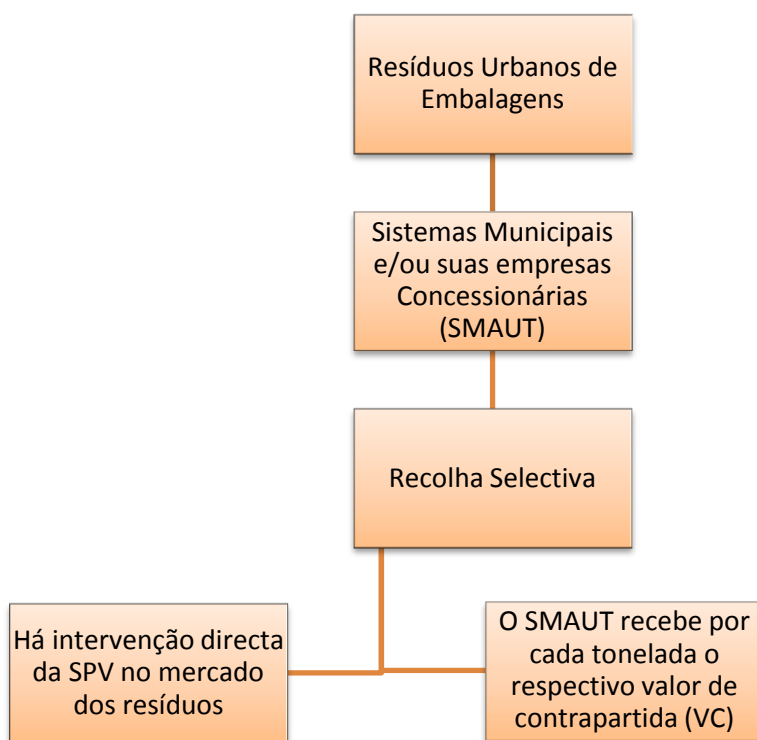 Resíduos Urbanos de
Embalagens
Sistemas Municipais
e/ou suas empresas
Concessionárias
(SMAUT)
Recolha Selectiva
Há intervenção directa
da SPV no mercado
dos resíduos
O SMAUT recebe por
cada tonelada o
respectivo valor de
contrapartida (VC)